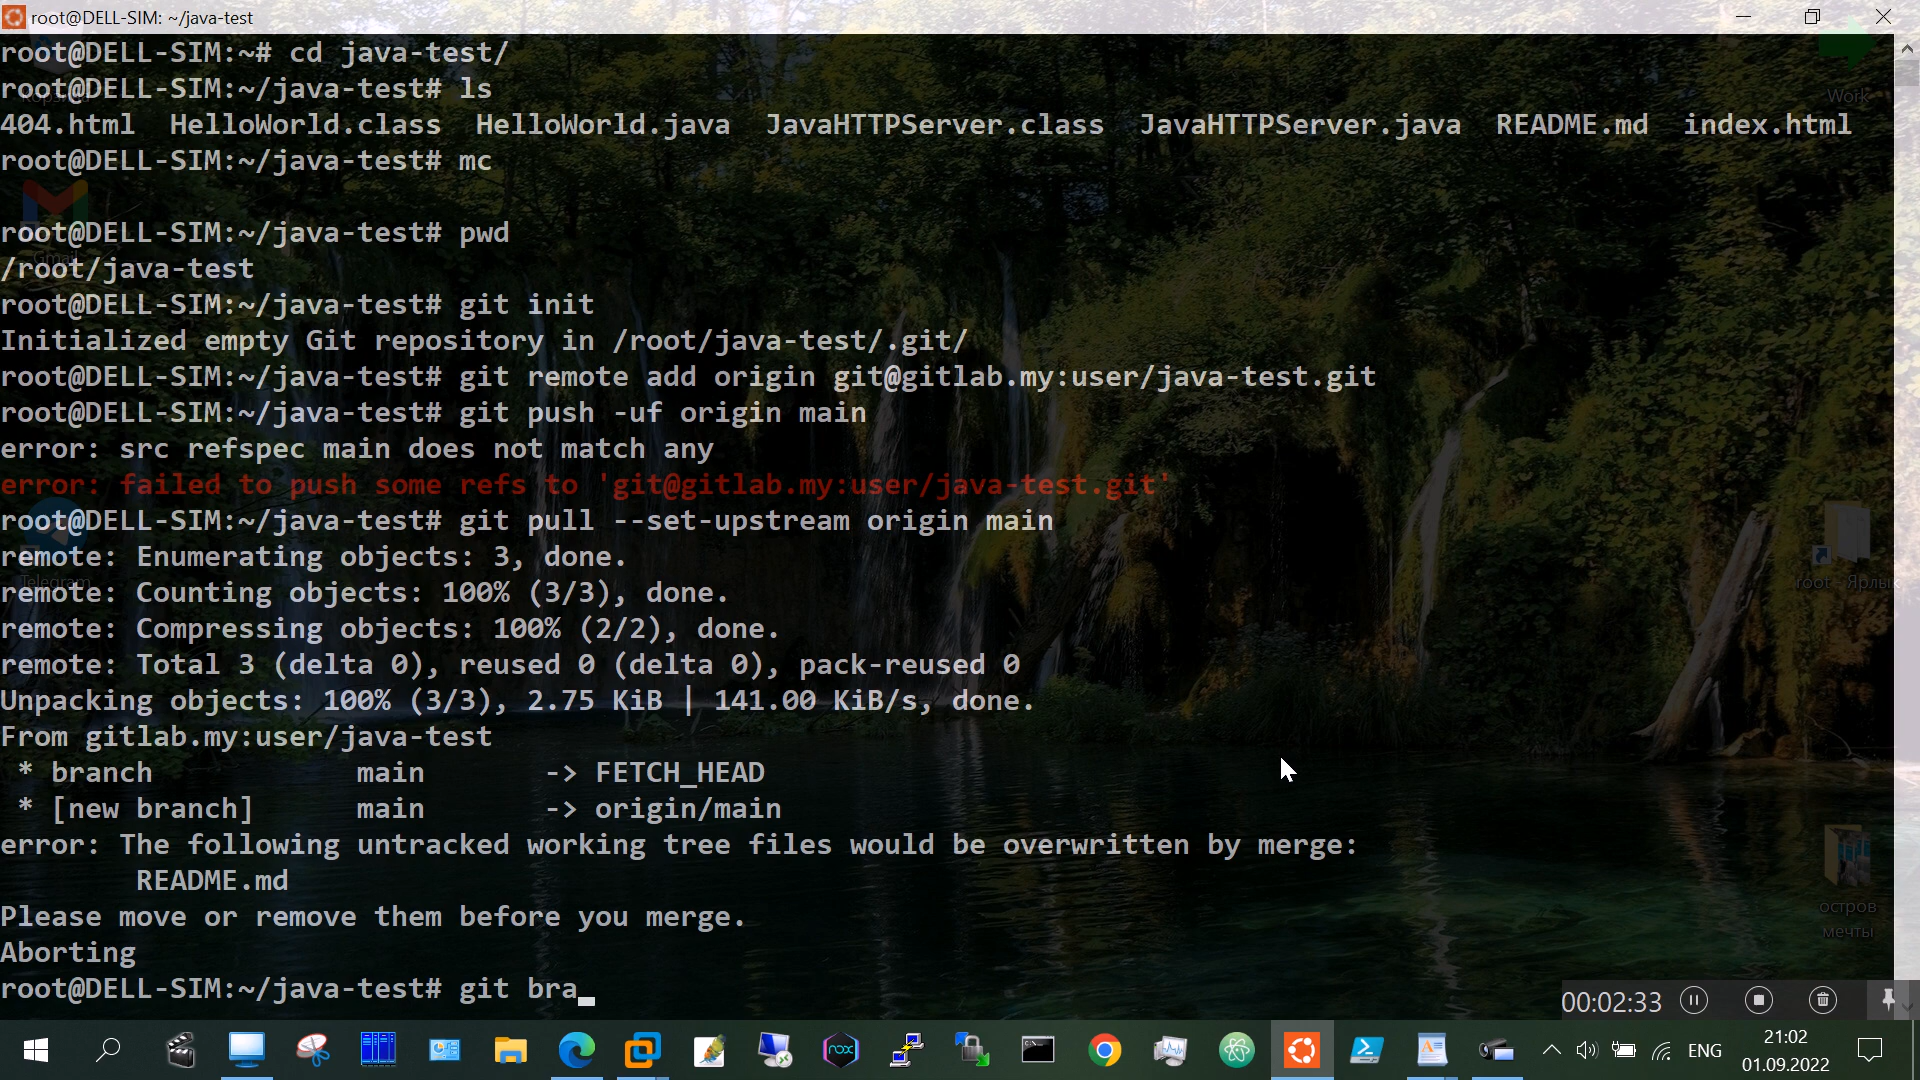 root@DELL-SIM: ~/java-test
root@DELL-SIM:~# cd java-test/
root@DELL-SIM:~/java-test# ls
404.html  HelloWorld.class  HelloWorld.java  JavaHTTPServer.class  JavaHTTPServer.java  README.md  index.html
root@DELL-SIM:~/java-test# mc
root@DELL-SIM:~/java-test# pwd
/root/java-test
root@DELL-SIM:~/java-test# git init
Initialized empty Git repository in /root/java-test/.git/
root@DELL-SIM:~/java-test# git remote add origin git@gitlab.my:user/java-test.git
root@DELL-SIM:~/java-test# git push -uf origin main
error: src refspec main does not match any
error: failed to push some refs to 'git@gitlab.my:user/java-test.git'
root@DELL-SIM:~/java-test# git pull --set-upstream origin main
remote: Enumerating objects: 3, done.
remote: Counting objects: 100% (3/3), done.
remote: Compressing objects: 100% (2/2), done.
remote: Total 3 (delta 0), reused 0 (delta 0), pack-reused 0
Unpacking objects: 100% (3/3), 2.75 KiB | 141.00 KiB/s, done.
From gitlab.my:user/java-test
 * branch            main       -> FETCH_HEAD
 * [new branch]      main       -> origin/main
error: The following untracked working tree files would be overwritten by merge:
        README.md
Please move or remove them before you merge.
Aborting
root@DELL-SIM:~/java-test# git bra
Work
Gmail
Telegram
root - Ярлык
остров
мечты
00:02:33
nox
ENG
21:02
01.09.2022